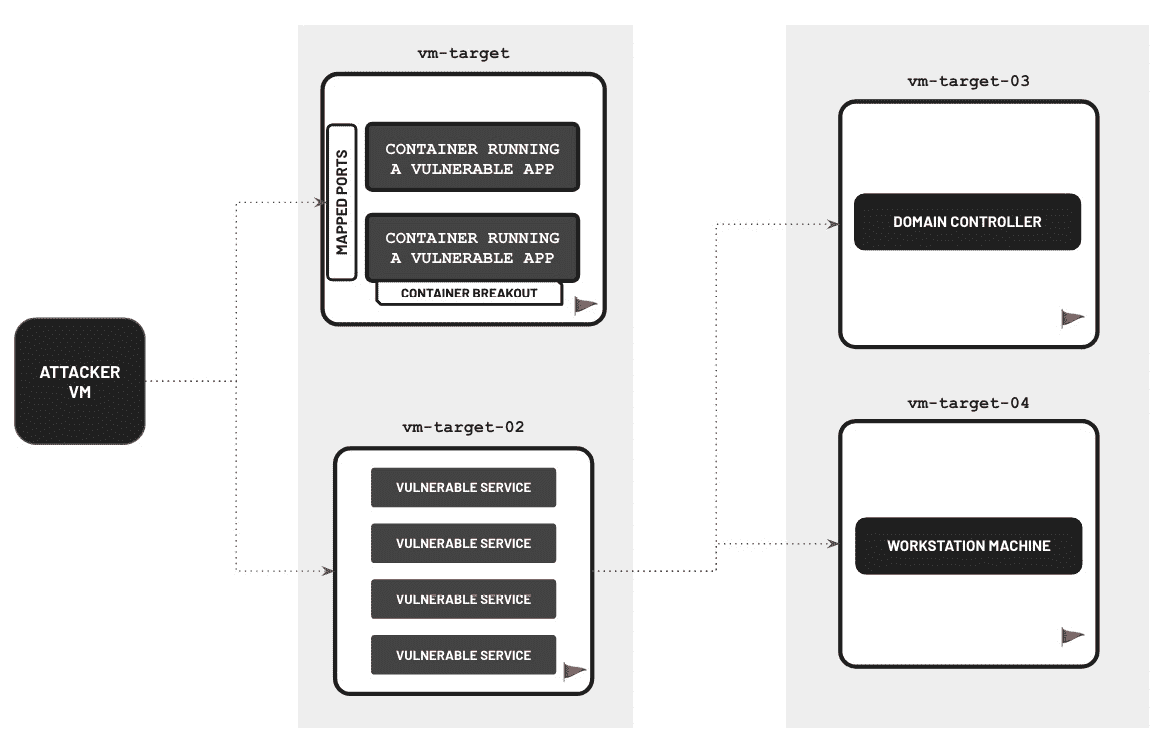 vm-target
MAPPED PORTS
CONTAINER RUNNING
A VULNERABLE APP
CONTAINER RUNNING
A VULNERABLE APP
CONTAINER BREAKOUT
ATTACKER
VM
vm-target-02
VULNERABLE SERVICE
VULNERABLE SERVICE
VULNERABLE SERVICE
VULNERABLE SERVICE
vm-target-03
DOMAIN CONTROLLER
vm-target-04
WORKSTATION MACHINE